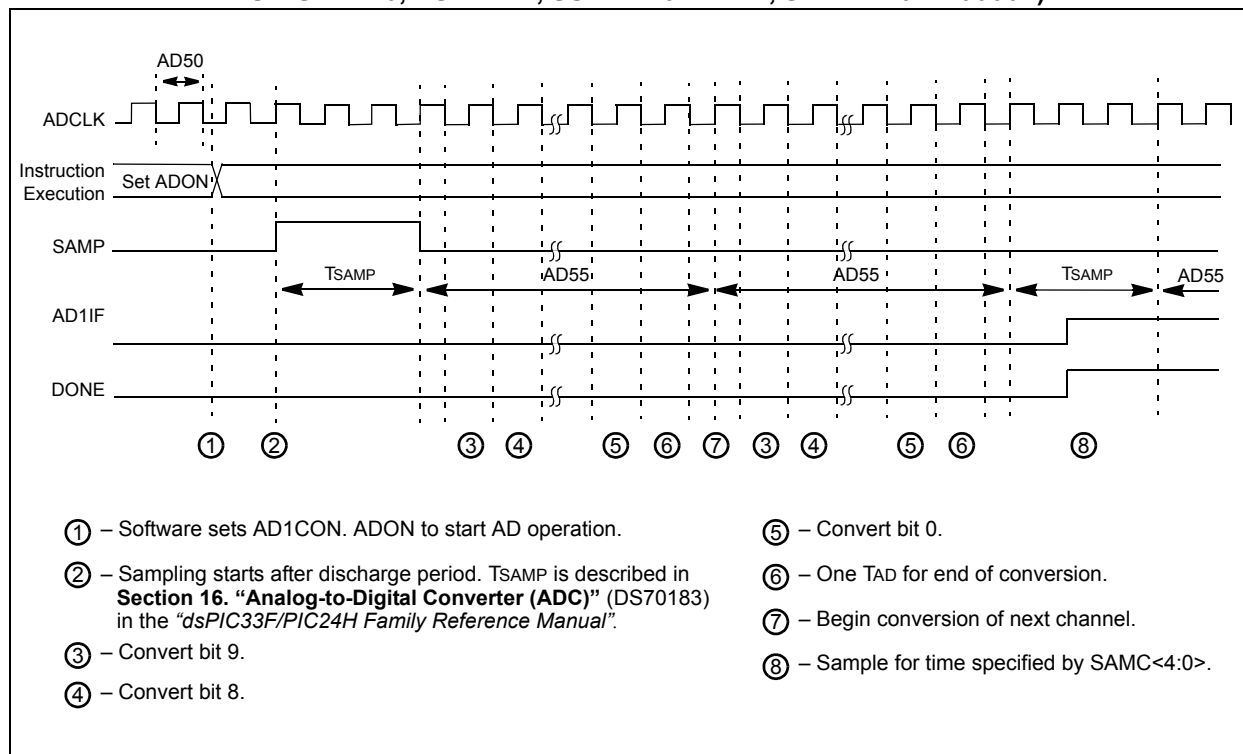 AD50
ADCLK
Instruction
Execution
Set ADON
SAMP
TSAMP
AD55
AD55
TSAMP
AD55
AD1IF
DONE
1 2 3 4 5 6 7 3 4 5 6 8
1 – Software sets AD1CON. ADON to start AD operation.
2 – Sampling starts after discharge period. TSAMP is described in
Section 16. “Analog-to-Digital Converter (ADC)” (DS70183)
in the “dsPIC33F/PIC24H Family Reference Manual”.
3 – Convert bit 9.
4 – Convert bit 8.
5 – Convert bit 0.
6 – One TAD for end of conversion.
7 – Begin conversion of next channel.
8 – Sample for time specified by SAMC<4:0>.